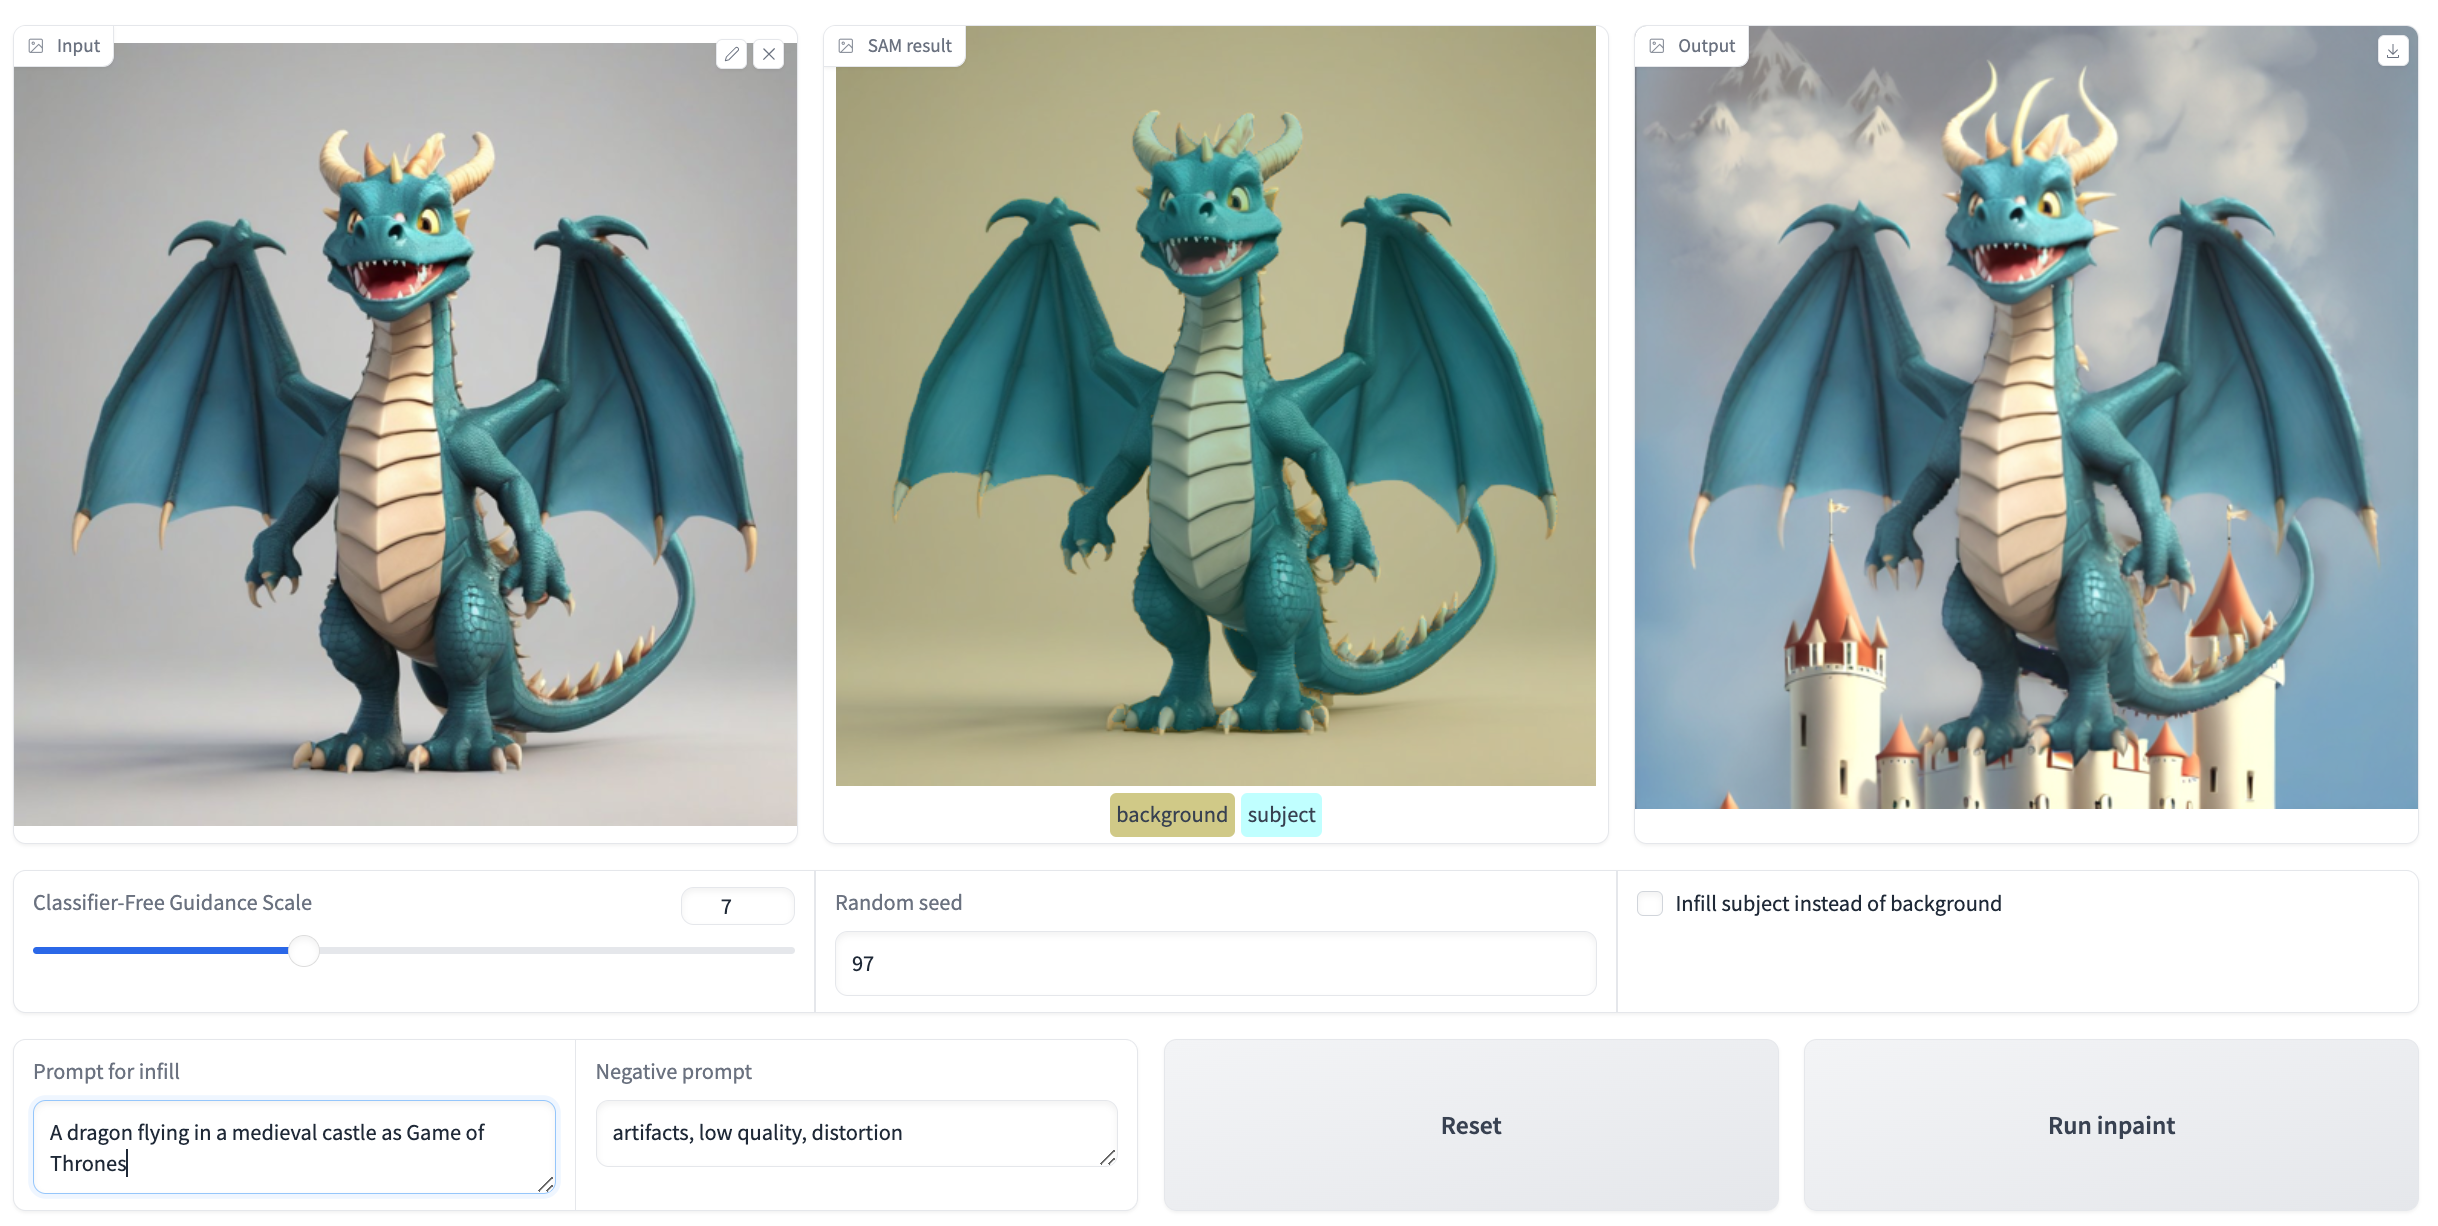 Input
SAM result
Output
background subject
Classifier-Free Guidance Scale
7
Random seed
97
Infill subject instead of background
Prompt for infill
A dragon flying in a medieval castle as Game of
Thrones
Negative prompt
artifacts, low quality, distortion
Reset
Run inpaint